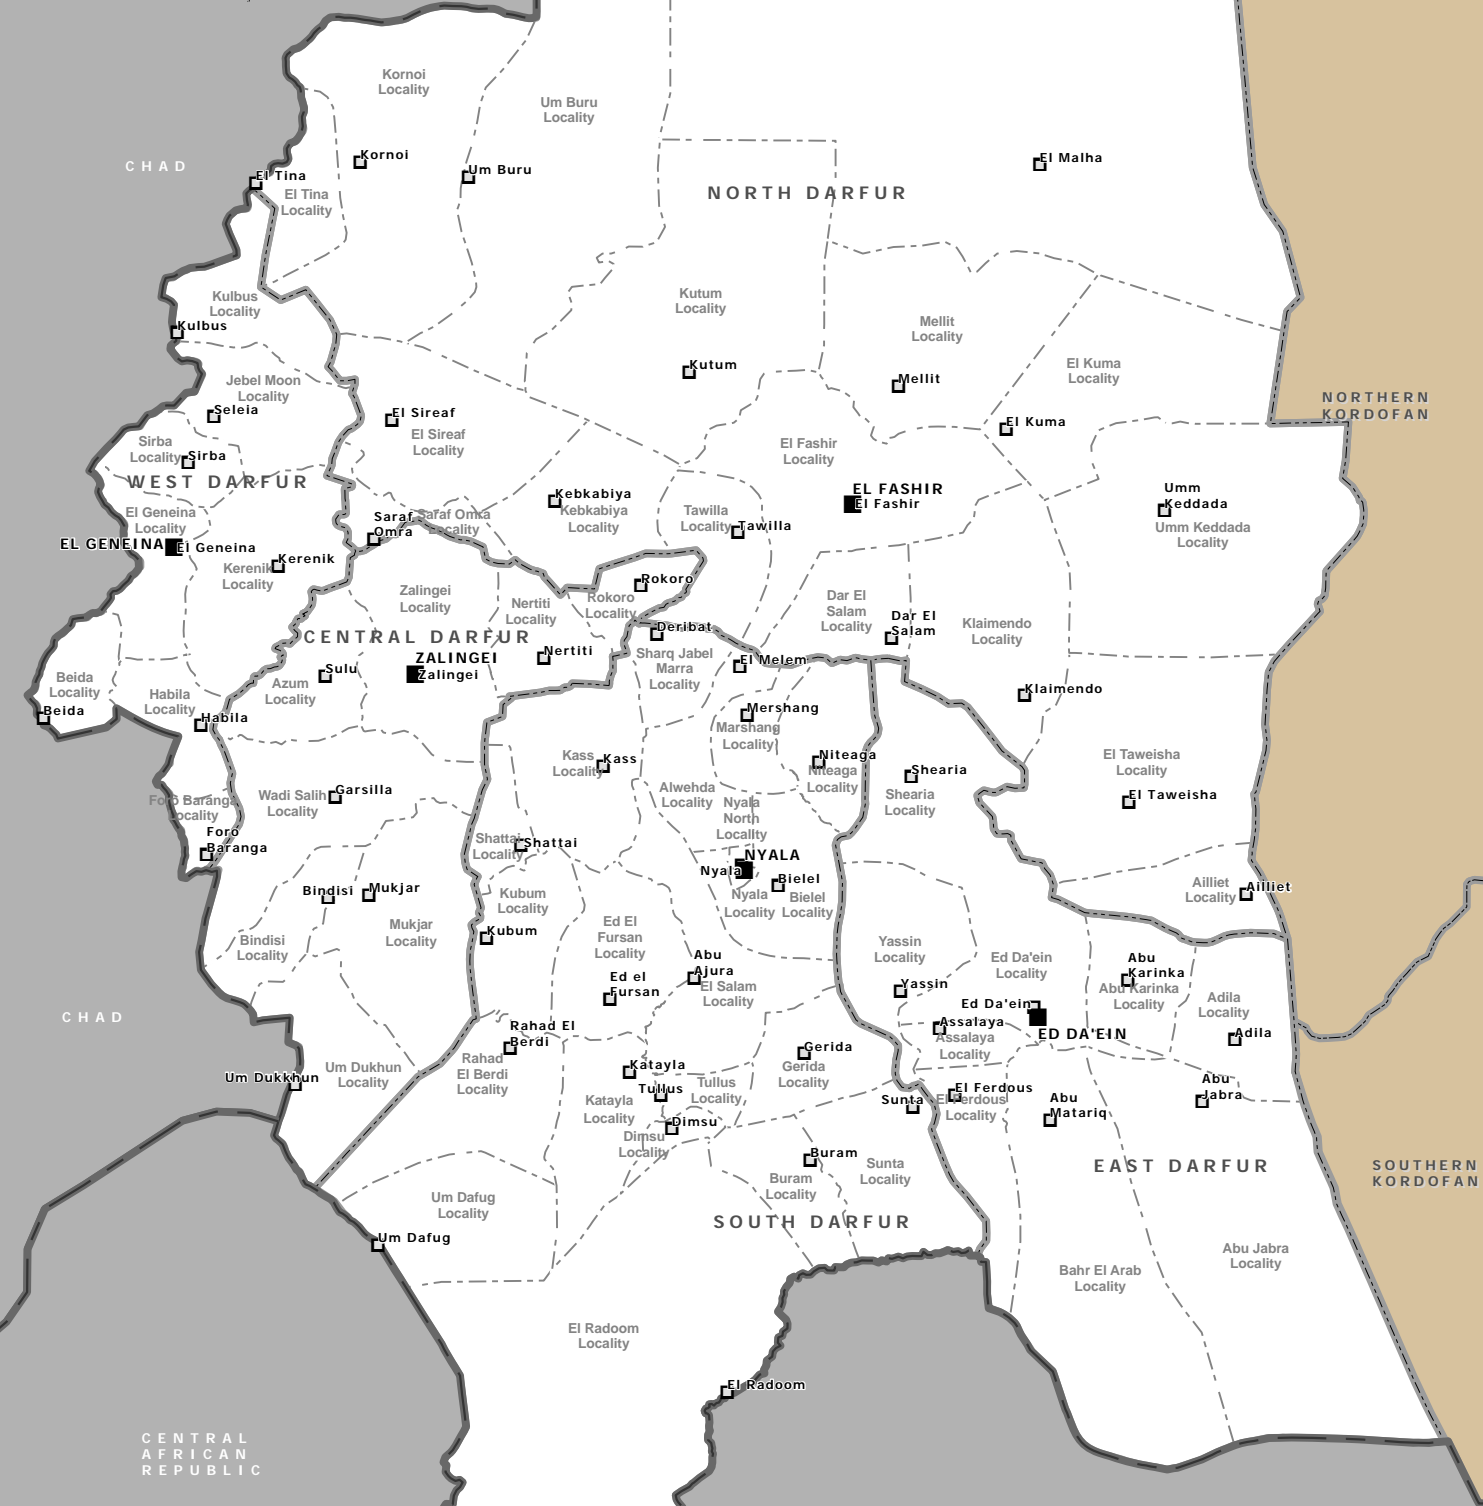 Kornoi
Locality
Um Buru
Locality
CHAD
Kornoi
El Malha
Um Buru
El Tina
El Tina
Locality
NORTH DARFUR
Kulbus
Locality
Kulbus
Kutum
Locality
Mellit
Locality
Kutum
Mellit
El Kuma
Locality
Jebel Moon
Locality
Seleia
NORTHERN
KORDOFAN
El Sireaf
El Sireaf
Locality
El Kuma
Sirba
Locality
Sirba
El Fashir
Locality
WEST DARFUR
EL FASHIR
El Fashir
Kebkabiya
Kebkabiya
Locality
Umm
Keddada
Umm Keddada
Locality
El Geneina
Locality
Saraf
Omra
Saraf Omra
Locality
Tawilla
Locality
Tawilla
EL GENEINA
El Geneina
Kerenik
Kerenik
Locality
Zalingei
Locality
Nertiti
Locality
Rokoro
Rokoro
Locality
Dar El
Salam
Locality
Dar El
Salam
Klaimendo
Locality
Deribat
CENTRAL DARFUR
ZALINGEI
Zalingei
Nertiti
Sharq Jabel
Marra
Locality
El Melem
Sulu
Azum
Locality
Beida
Locality
Beida
Habila
Locality
Habila
Klaimendo
Mershang
Marshang
Locality
Kass
Locality
Kass
Niteaga
Niteaga
Locality
Shearia
Shearia
Locality
El Taweisha
Locality
El Taweisha
Foro Baranga
Locality
Wadi Salih
Locality
Garsilla
Alwehda
Locality
Nyala
North
Locality
Foro
Baranga
Shattai
Locality
Shattai
NYALA
Nyala
Bielel
Nyala
Locality
Bielel
Locality
Ailliet
Locality
Ailliet
Bindisi
Mukjar
Mukjar
Locality
Kubum
Locality
Kubum
Bindisi
Locality
Ed El
Fursan
Locality
Ed el
Fursan
Abu
Ajura
El Salam
Locality
Yassin
Locality
Yassin
Ed Da'ein
Locality
Ed Da'ein
ED DA'EIN
Abu
Karinka
Abu Karinka
Locality
Adila
Locality
Adila
CHAD
Assalaya
Assalaya
Locality
Rahad El
Berdi
Rahad
El Berdi
Locality
Gerida
Gerida
Locality
Um Dukkhun
Um Dukhun
Locality
Katayla
Katayla
Locality
Tullus
Tullus
Locality
Sunta
El Ferdous
El Ferdous
Locality
Abu
Matariq
Abu
Jabra
Dimsu
Dimsu
Locality
Buram
Buram
Locality
Sunta
Locality
EAST DARFUR
SOUTHERN
KORDOFAN
Um Dafug
Locality
SOUTH DARFUR
Um Dafug
Bahr El Arab
Locality
Abu Jabra
Locality
El Radoom
Locality
El Radoom
CENTRAL
AFRICAN
REPUBLIC